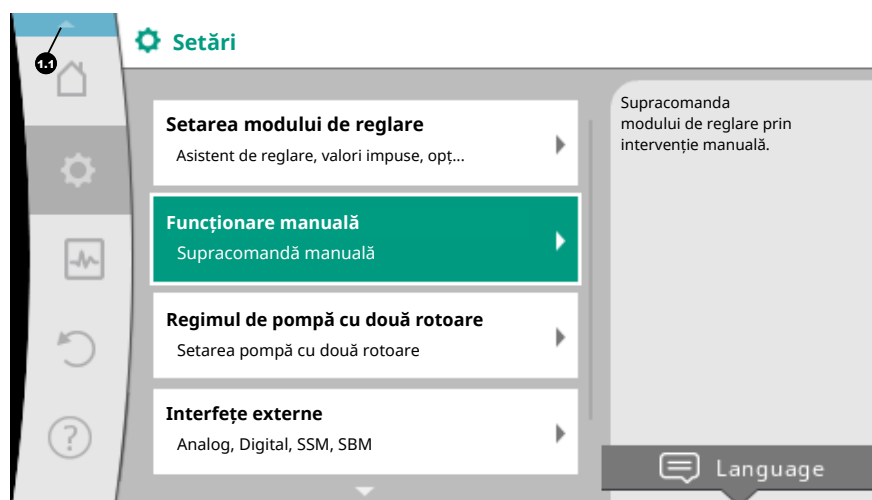 Setări
1.1
Setarea modului de reglare
Asistent de reglare, valori impuse, opț...
Funcționare manuală
Supracomandă manuală
Regimul de pompă cu două rotoare
Setarea pompă cu două rotoare
Interfețe externe
Analog, Digital, SSM, SBM
Supracomanda
modului de reglare prin
intervenție manuală.
?
Language